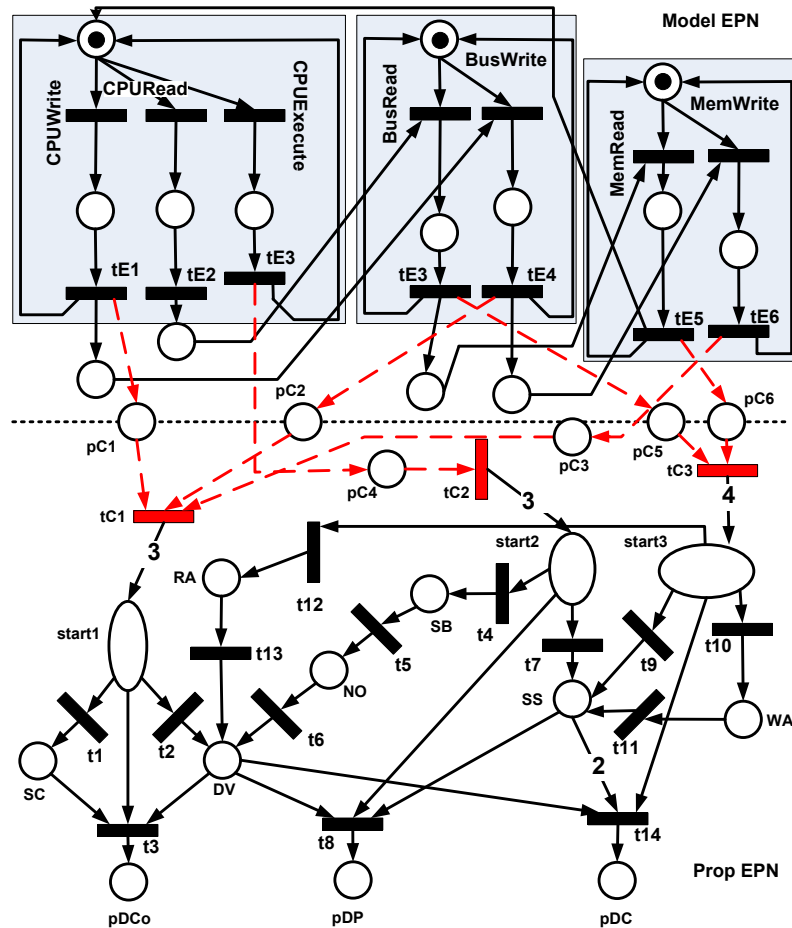 Model EPN
BusWrite
CPURead
CPUWrite
CPUExecute
BusRead
MemWrite
MemRead
tE1
tE2
tE3
tE3
tE4
tE5
tE6
pC2
pC6
pC1
pC3
pC5
pC4
tC2
tC3
tC1
3
4
3
start2
start3
RA
t12
SB
t4
start1
t13
t5
t7
t9
t10
NO
SS
t1
t2
t6
t11
WA
SC
DV
2
t3
t8
t14
Prop EPN
pDCo
pDP
pDC